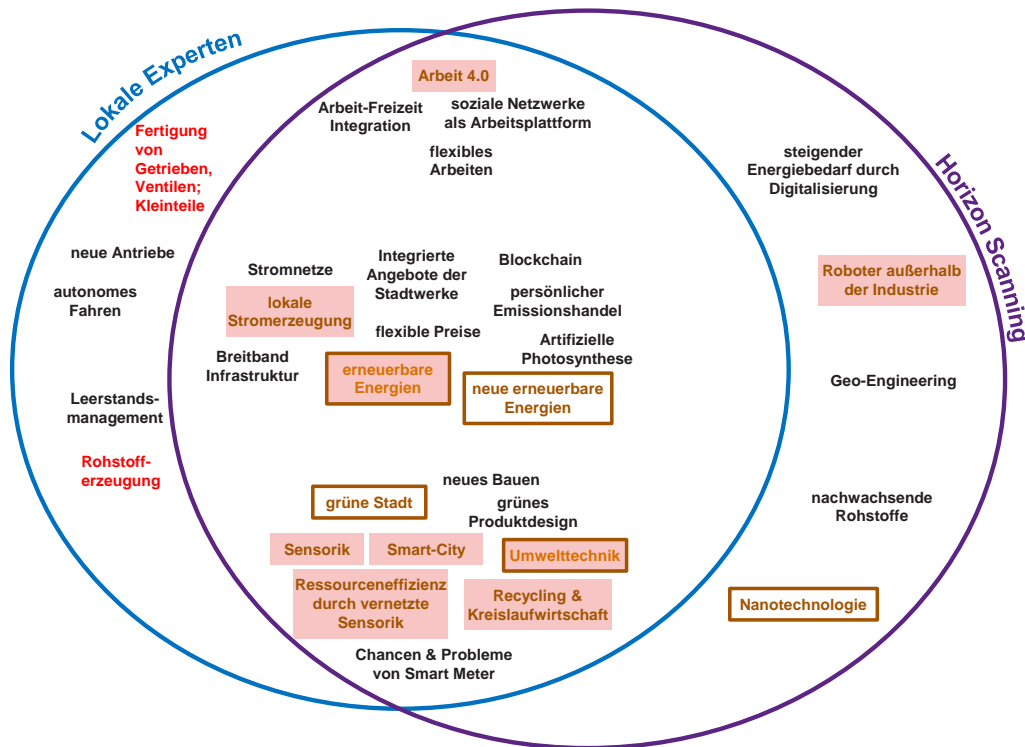 Lokale Experten
Horizon Scanning
Arbeit 4.0
Arbeit-Freizeit
Integration
soziale Netzwerke
als Arbeitsplattform
flexibles
Arbeiten
Fertigung
von
Getrieben,
Ventilen;
Kleinteile
neue Antriebe
autonomes
Fahren
Leerstands-
management
Rohstoff-
erzeugung
Stromnetze
lokale
Stromerzeugung
Integrierte
Angebote der
Stadtwerke
Blockchain
persönlicher
Emissionshandel
flexible Preise
Artifizielle
Photosynthese
Breitband
Infrastruktur
erneuerbare
Energien
neue erneuerbare
Energien
neues Bauen
grüne Stadt
grünes
Produktdesign
Sensorik
Smart-City
Umwelttechnik
Ressourceneffizienz
durch vernetzte
Sensorik
Recycling &
Kreislaufwirtschaft
Chancen & Probleme
von Smart Meter
steigender
Energiebedarf durch
Digitalisierung
Roboter außerhalb
der Industrie
Geo-Engineering
nachwachsende
Rohstoffe
Nanotechnologie